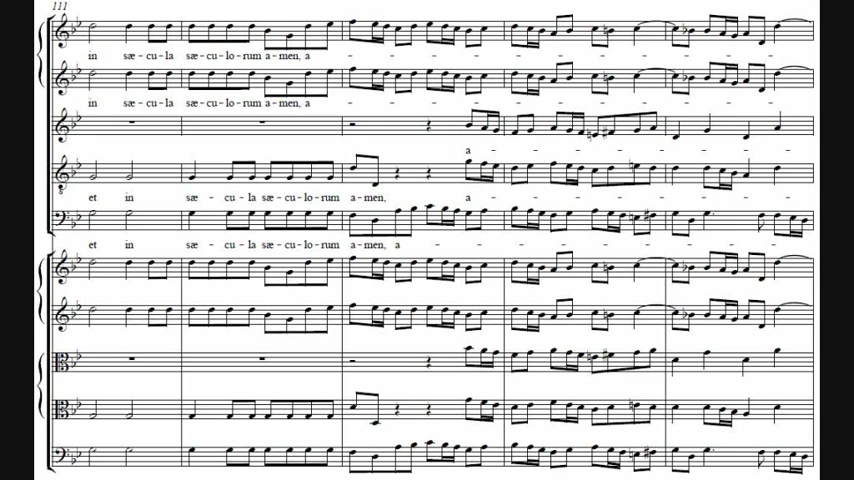 111
in sæ - cu - la sæ - cu - lo - rum a - men, a - - - - - - - - -
in sæ - cu - la sæ - cu - lo - rum a - men, a - - - - - - - - -
a - - - - - -
et in sæ - cu - la sæ - cu - lo - rum a - men, a - - - - - -
et in sæ - cu - la sæ - cu - lo - rum a - men, a - - - - - - -